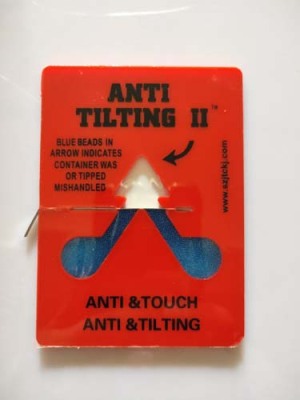 ANTI
TILTING II™
BLUE BEADS IN
ARROW INDICATES
CONTAINER WAS
OR TIPPED
MISHANDLED
www.szjtckj.com
ANTI &TOUCH
ANTI &TILTING